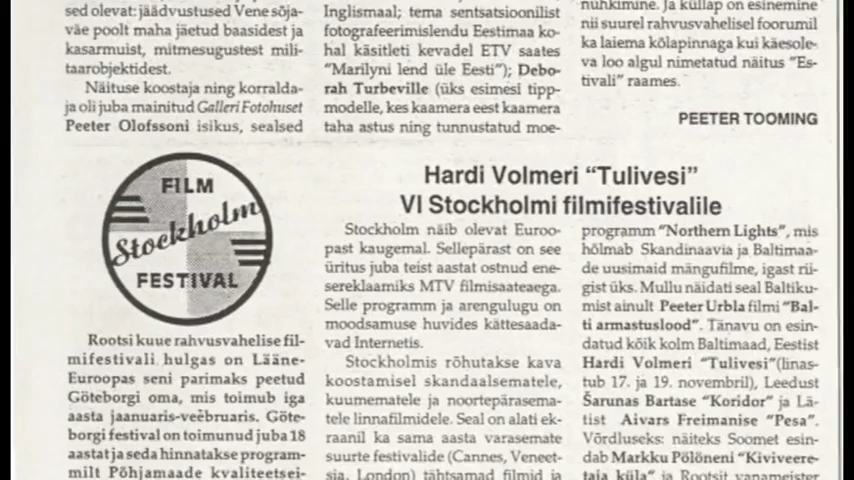 sed olevat: jäädvustused Vene sõja-
väe poolt maha jäetud baasidest ja
kasarmuist, mitmesugustest mili-
taarobjektidest.
Näituse koostaja ning korralda-
ja oli juba mainitud Galleri Fotohuset
Peeter Olofssoni isikus, sealsed
Inglismaal; tema sentsatsioonilist
fotografeerimislendu Eestimaa ko-
hal käsitleti kevadel ETV saates
"Marilyni lend üle Eesti"); Debo-
rah Turbeville (üks esimesi tipp-
modelle, kes kaamera eest kaamera
taha astus ning tunnustatud moe-
nuhkimine. Ja küllap on esinemine
nii suurel rahvusvahelisel foorumil
ka laiema kõlapinnaga kui käesole-
va loo algul nimetatud näitus "Es-
tivali" raames.
PEETER TOOMING
FILM
Stockholm
FESTIVAL
Rootsi kuue rahvusvahelise fil-
mifestivali hulgas on Lääne-
Euroopas seni parimaks peetud
Göteborgi oma, mis toimub iga
aasta jaanuaris-veebruaris. Göte-
borgi festival on toimunud juba 18
aastat ja seda hinnatakse program-
milt Põhjamaade kvaliteetsei-
Hardi Volmeri "Tulivesi"
VI Stockholmi filmifestivalile
Stockholm näib olevat Euroo-
past kaugemal. Sellepärast on see
üritus juba teist aastat ostnud ene-
sereklaamiks MTV filmisaateaega.
Selle programm ja arengulugu on
moodsamuse huvides kättesaada-
vad Internetis.
Stockholmis rõhutakse kava
koostamisel skandaalsematele,
kuumematele ja noortepärasema-
tele linnafilmidele. Seal on alati ek-
raanil ka sama aasta varasemate
suurte festivalide (Cannes, Veneet-
sia, London) tähtsamad filmid ja
programm "Northern Lights", mis
hõlmab Skandinaavia ja Baltimaa-
de uusimaid mängufilme, igast rii-
gist üks. Mullu näidati seal Baltiku-
mist ainult Peeter Urbla filmi "Bal-
ti armastuslood". Tänavu on esin-
datud kõik kolm Baltimaad, Eestist
Hardi Volmeri "Tulivesi"(linas-
tub 17. ja 19. novembril), Leedust
Šarunas Bartase "Koridor" ja Lä-
tist Aivars Freimanise "Pesa".
Võrdluseks: näiteks Soomet esin-
dab Markku Pölöneni "Kiviveere-
taja küla" ja Rootsit vanameister